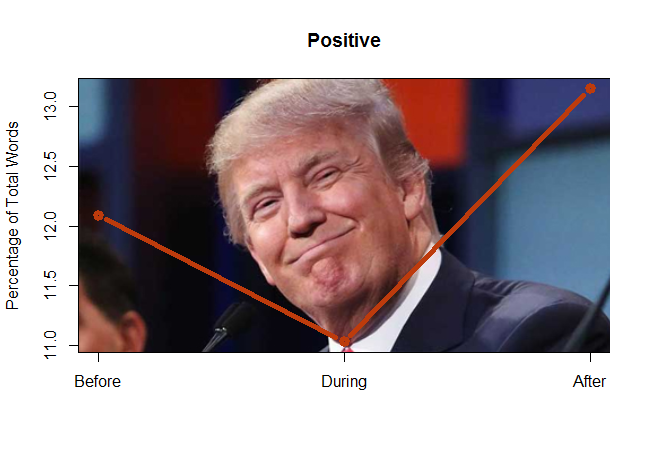 Positive
Percentage of Total Words
13.0
12.5
12.0
11.5
11.0
Before During After